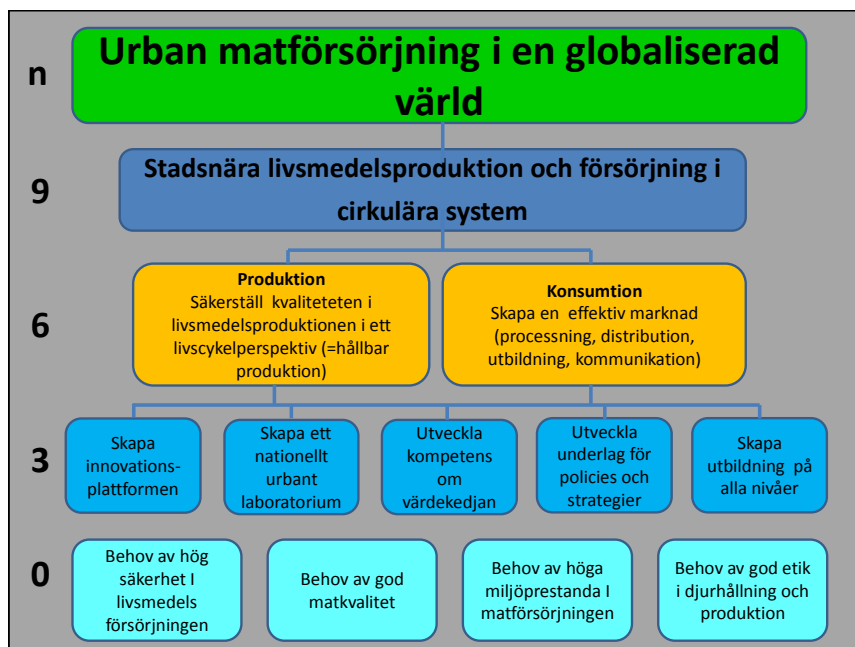 n
Urban matförsörjning i en globaliserad
värld
9
Stadsnära livsmedelsproduktion och försörjning i
cirkulära system
6
Produktion
Säkerställ kvaliteteten i
livsmedelsproduktionen i ett
livscykelperspektiv (=hållbar
produktion)
Konsumtion
Skapa en effektiv marknad
(processning, distribution,
utbildning, kommunikation)
3
Skapa
innovations-
plattformen
Skapa ett
nationellt
urbant
laboratorium
Utveckla
kompetens
om
värdekedjan
Utveckla
underlag för
policies och
strategier
Skapa
utbildning på
alla nivåer
0
Behov av hög
säkerhet I
livsmedels
försörjningen
Behov av god
matkvalitet
Behov av höga
miljöprestanda I
matförsörjningen
Behov av god etik
i djurhållning och
produktion